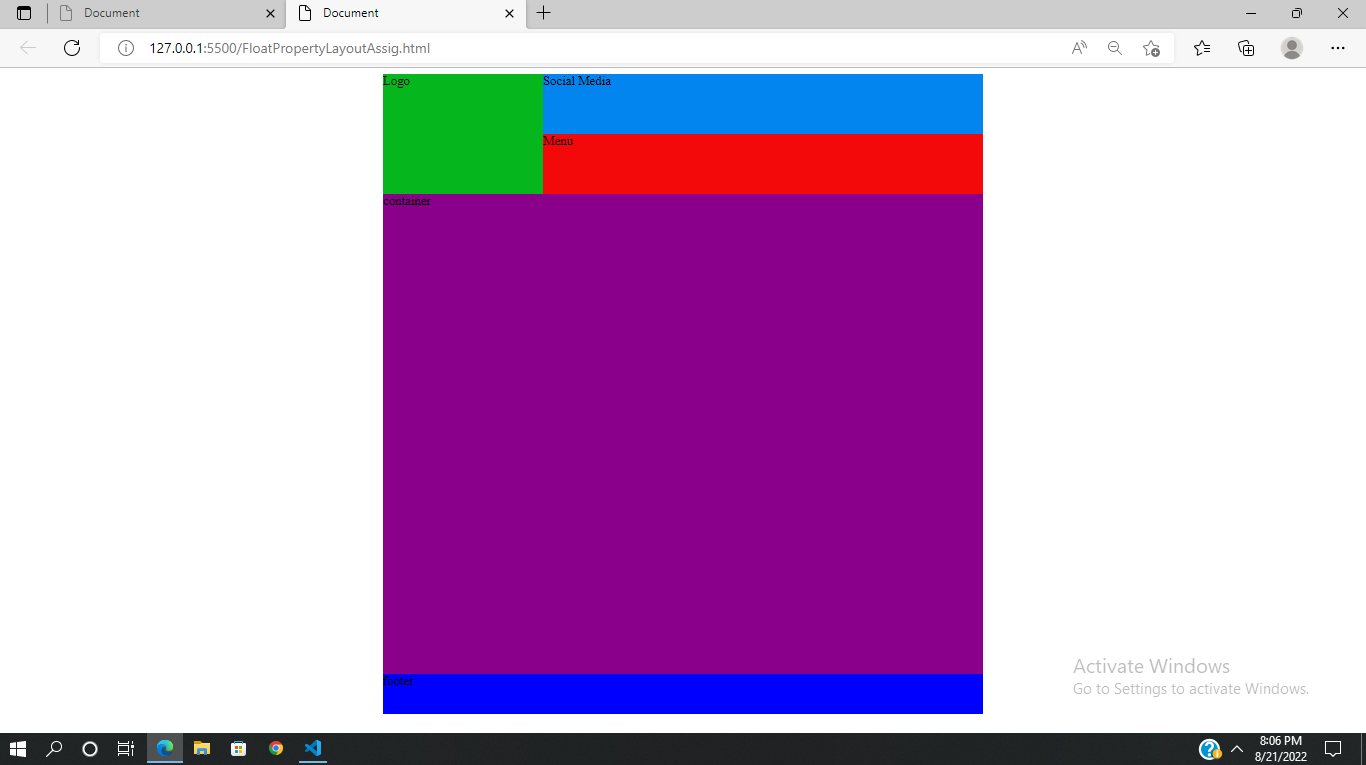 Document
Document
127.0.0.1:5500/FloatPropertyLayoutAssig.html
Logo
Social Media
Menu
container
footer
Activate Windows
Go to Settings to activate Windows.
8:06 PM
8/21/2022